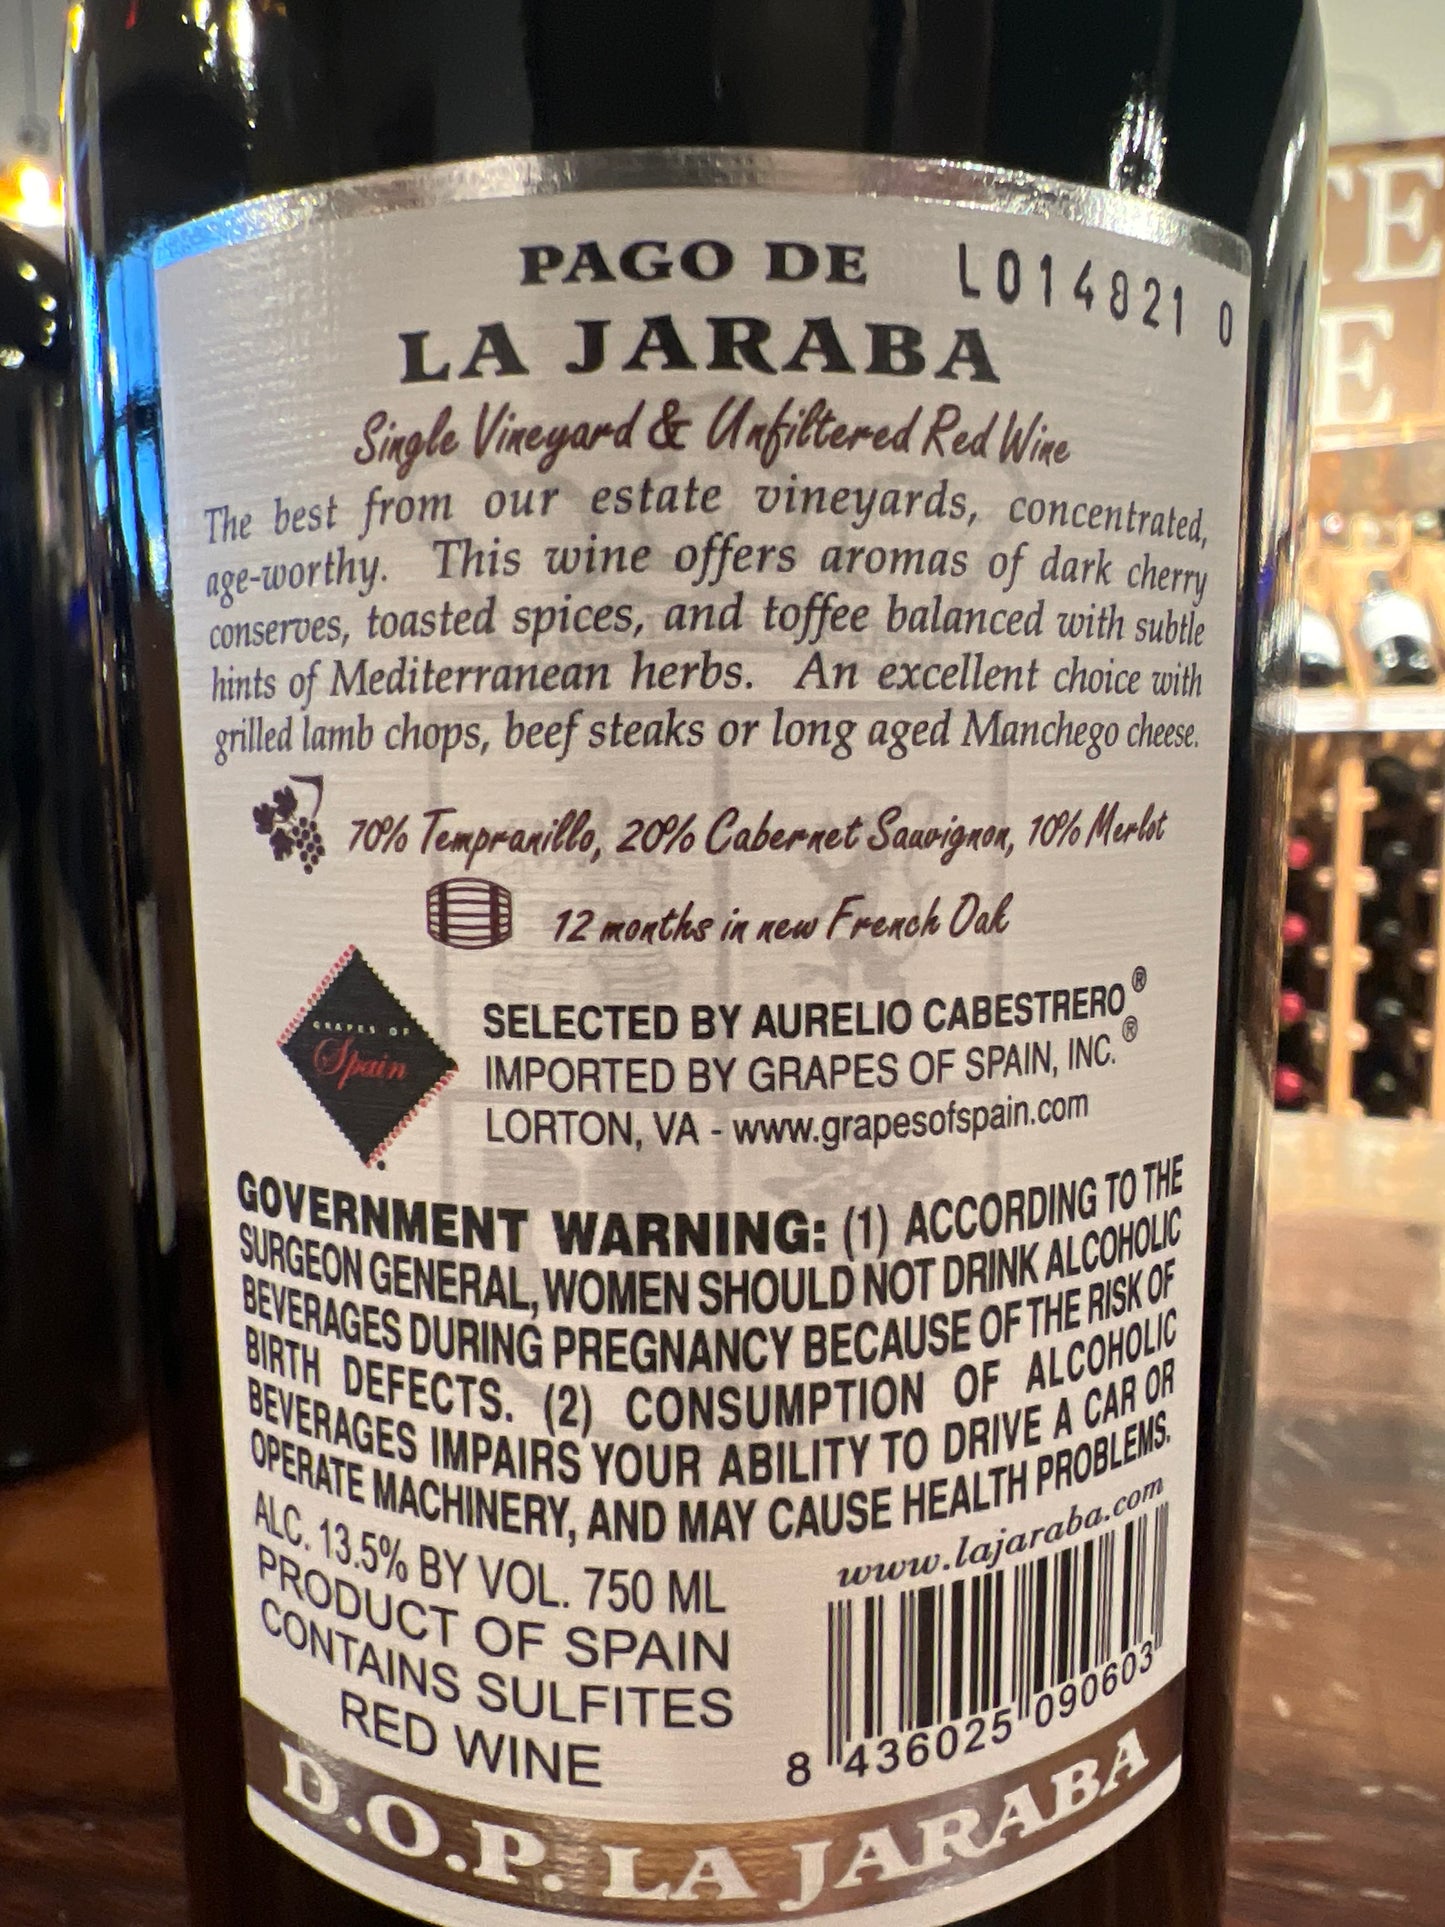 PAGO DE
L014821 0
LA JARABA
Single Vineyard & Unfiltered Red Wine
The best from our estate vineyards, concentrated,
age-worthy. This wine offers aromas of dark cherry
conserves, toasted spices, and toffee balanced with subtle
hints of Mediterranean herbs. An excellent choice with
grilled lamb chops, beef steaks or long aged Manchego cheese.
70% Tempranillo, 20% Cabernet Sauvignon, 10% Merlot
12 months in new French Oak
GRAPES OF
Spain
SELECTED BY AURELIO CABESTRERO®
IMPORTED BY GRAPES OF SPAIN, INC.®
LORTON, VA - www.grapesofspain.com
GOVERNMENT WARNING: (1) ACCORDING TO THE
SURGEON GENERAL, WOMEN SHOULD NOT DRINK ALCOHOLIC
BEVERAGES DURING PREGNANCY BECAUSE OF THE RISK OF
BIRTH DEFECTS. (2) CONSUMPTION OF ALCOHOLIC
BEVERAGES IMPAIRS YOUR ABILITY TO DRIVE A CAR OR
OPERATE MACHINERY, AND MAY CAUSE HEALTH PROBLEMS.
ALC. 13.5% BY VOL. 750 ML
PRODUCT OF SPAIN
CONTAINS SULFITES
RED WINE
www.lajaraba.com
8 436025 090603
D.O.P. LA JARABA
TE
E